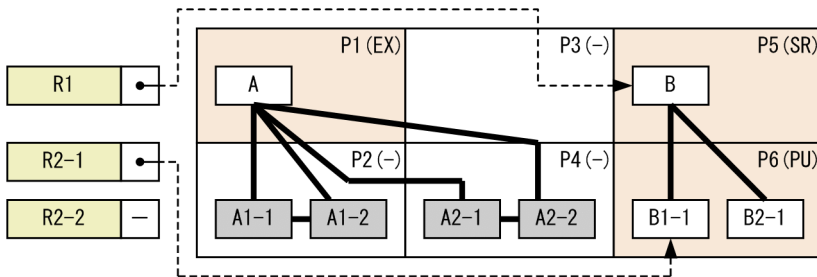 P1(EX)
P3(-)
P5(SR)
R1
A
B
R2-1
P2(-)
P4(-)
P6(PU)
R2-2
—
A1-1
A1-2
A2-1
A2-2
B1-1
B2-1